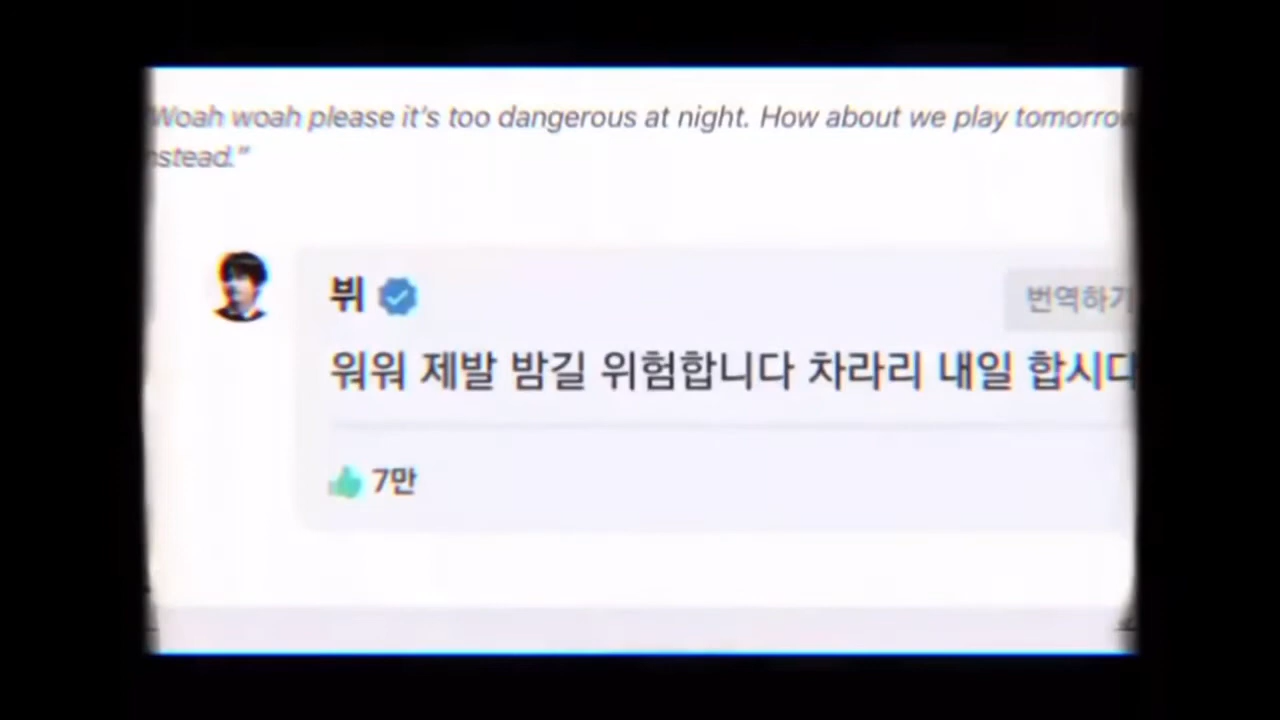 Woah woah please it's too dangerous at night. How about we play tomorrow
nstead."
뷔
번역하기
워워 제발 밤길 위험합니다 차라리 내일 합시다
7만